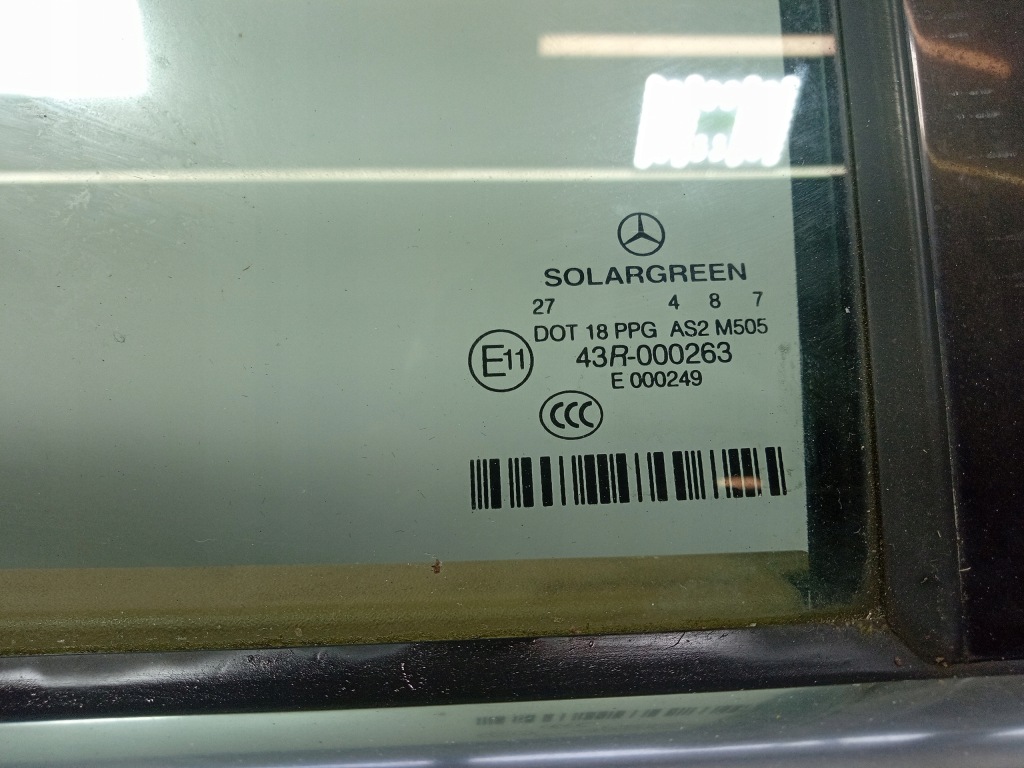 SOLARGREEN
27 4 8 7
DOT 18 PPG AS2 M505
E11 43R-000263
E 000249
CCC